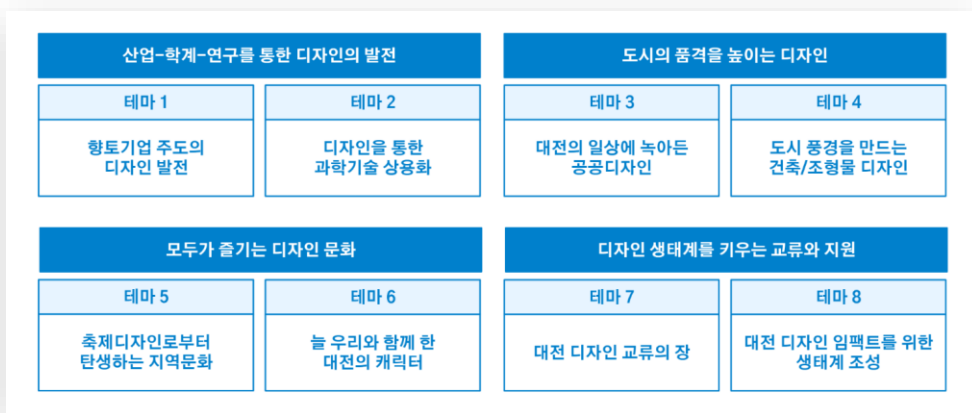 산업-학계-연구를 통한 디자인의 발전
테마 1
향토기업 주도의
디자인 발전
테마 2
디자인을 통한
과학기술 상용화
도시의 품격을 높이는 디자인
테마 3
대전의 일상에 녹아든
공공디자인
테마 4
도시 풍경을 만드는
건축/조형물 디자인
모두가 즐기는 디자인 문화
테마 5
축제디자인로부터
탄생하는 지역문화
테마 6
늘 우리와 함께 한
대전의 캐릭터
디자인 생태계를 키우는 교류와 지원
테마 7
대전 디자인 교류의 장
테마 8
대전 디자인 임팩트를 위한
생태계 조성